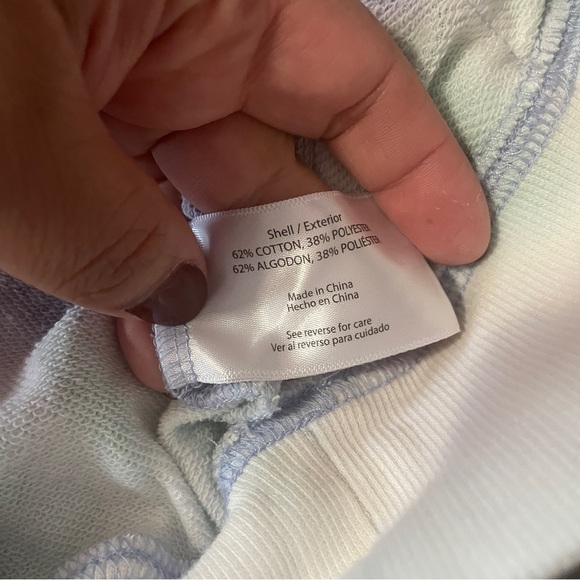 Shell / Exterior
62% COTTON, 38% POLYESTER
62% ALGODON, 38% POLIÉSTER
Made in China
Hecho en China
See reverse for care
Ver al reverso para cuidado